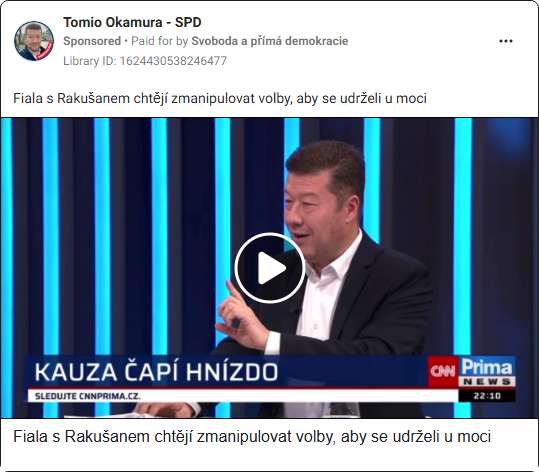 Tomio Okamura - SPD
Sponsored • Paid for by Svoboda a přímá demokracie
Library ID: 1624430538246477
Fiala s Rakušanem chtějí zmanipulovat volby, aby se udrželi u moci
KAUZA ČAPÍ HNÍZDO
CNN Prima
NEWS
SLEDUJTE CNNPRIMA.CZ.
22:10
Fiala s Rakušanem chtějí zmanipulovat volby, aby se udrželi u moci